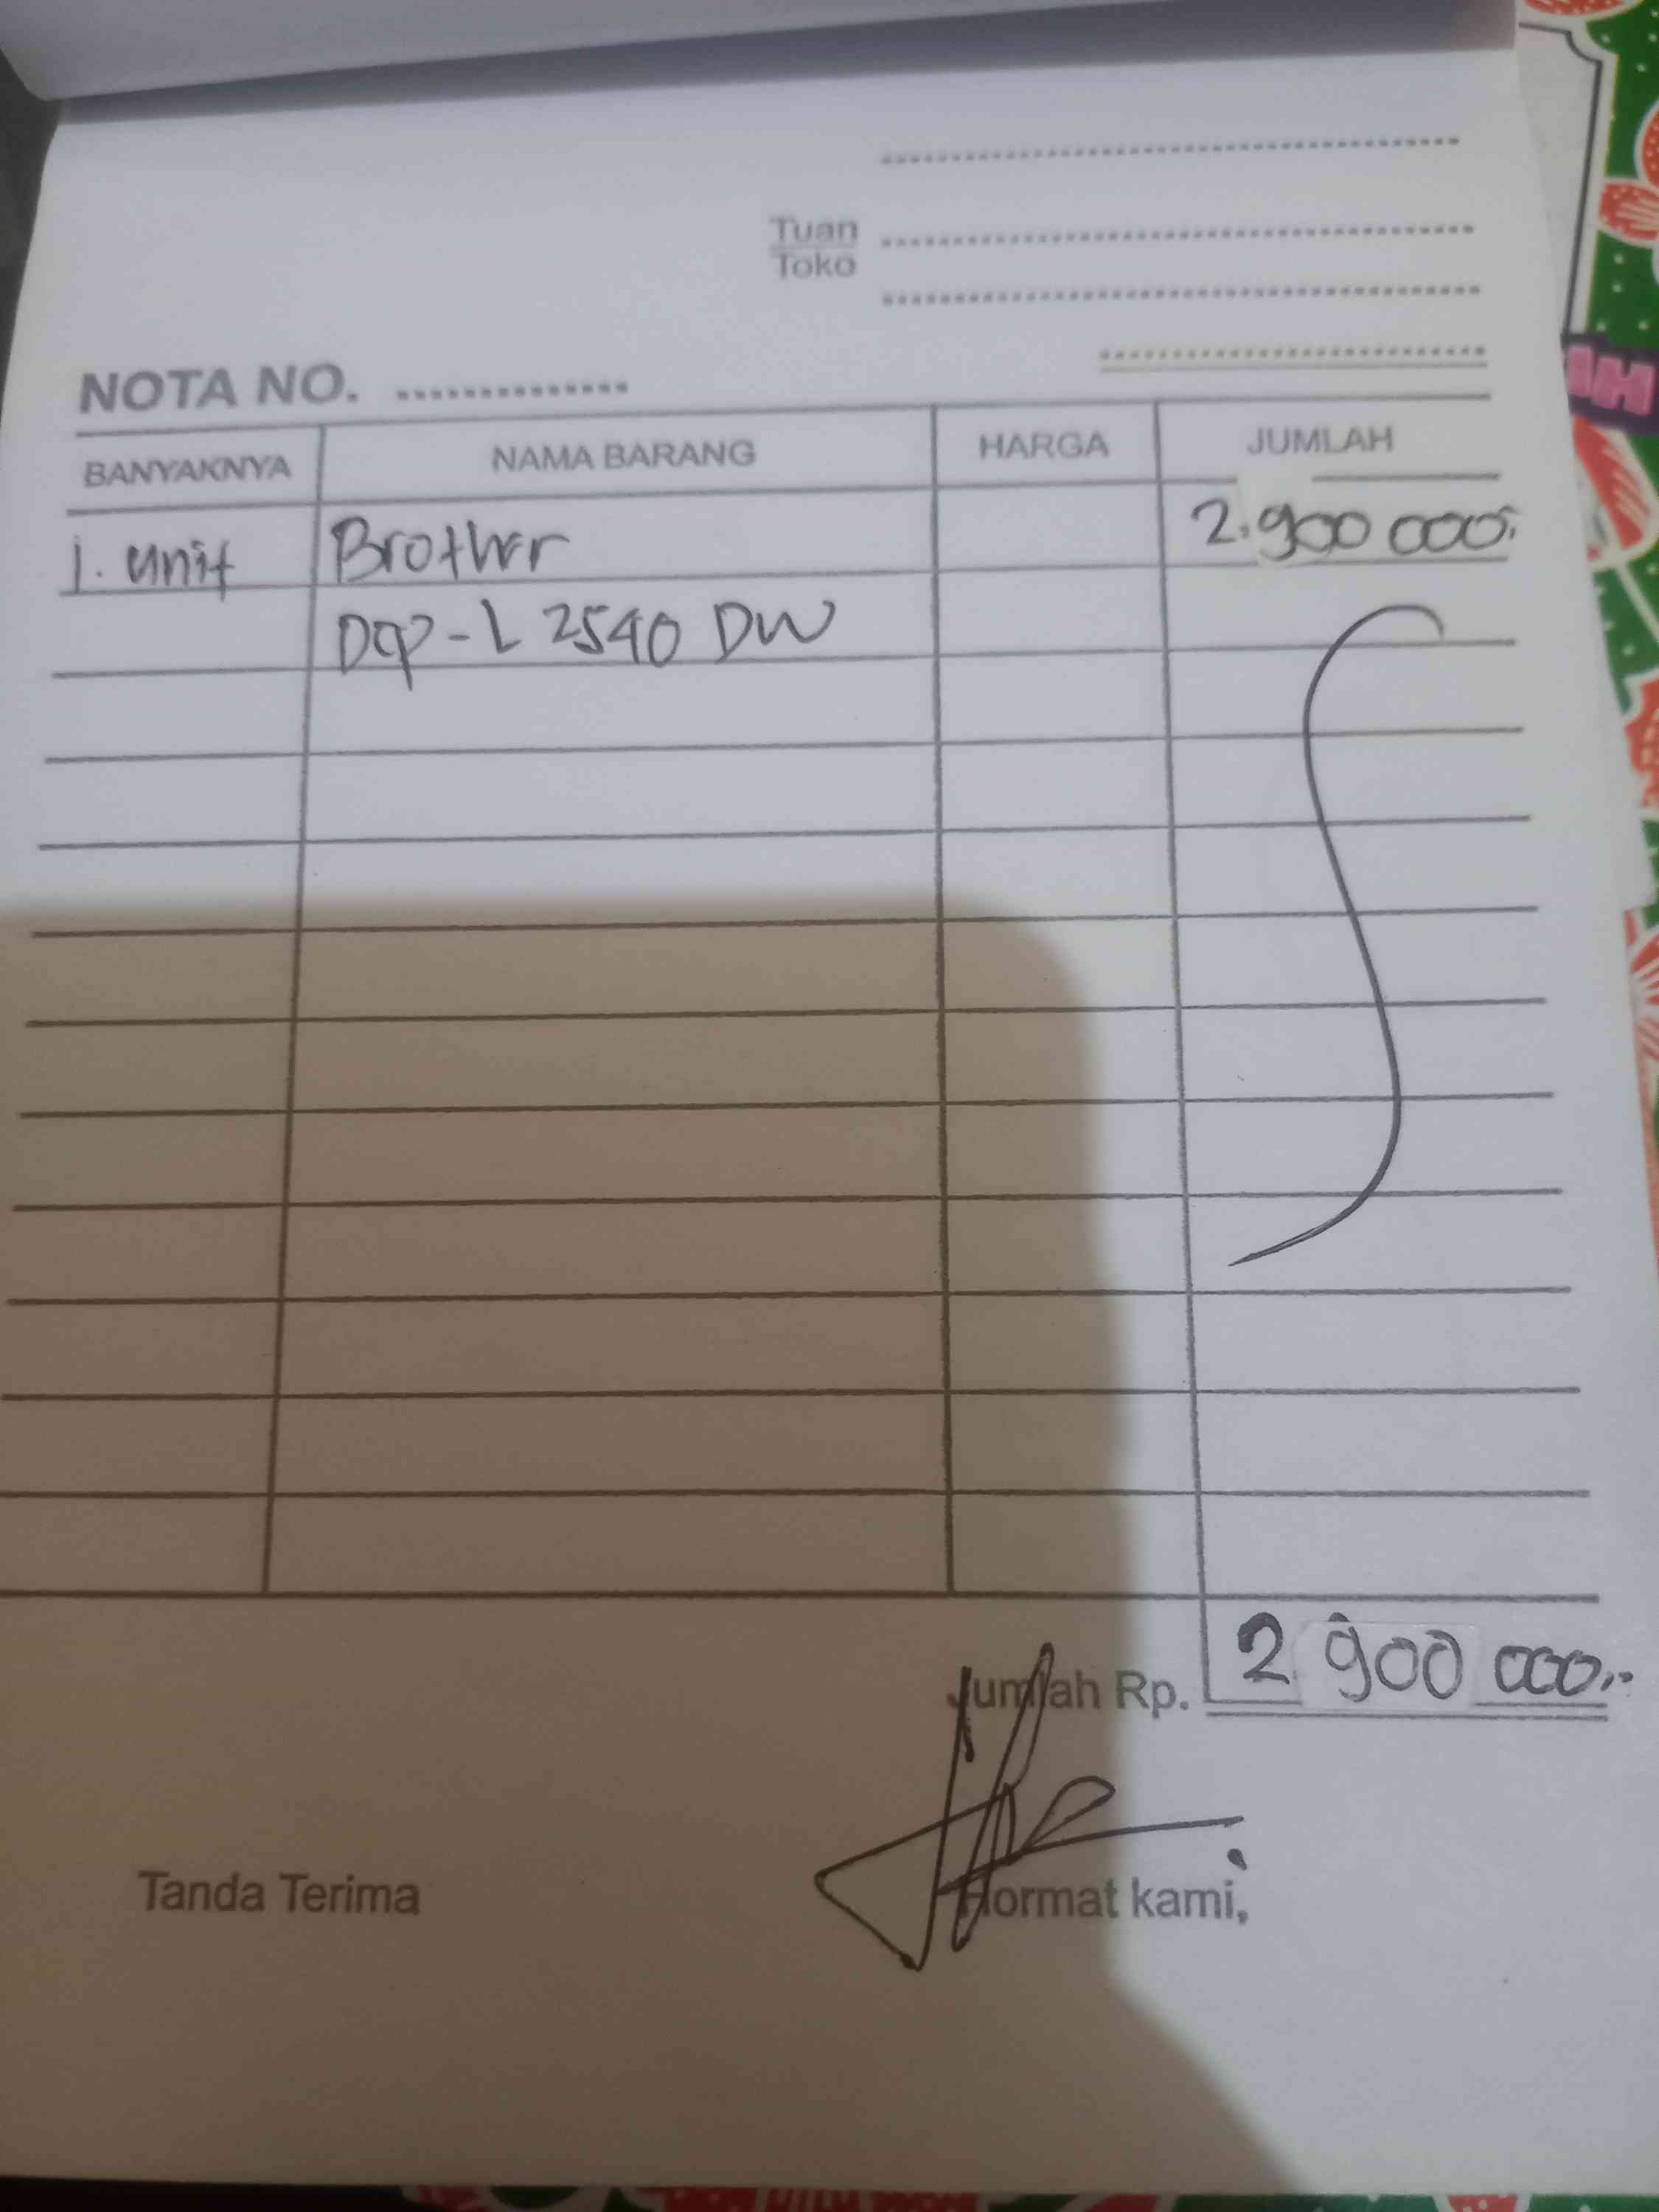 Tuan
Toko
NOTA NO. ..............
BANYAKNYA NAMA BARANG HARGA JUMLAH
1. unit Brother 2.900 000,-
DCP-L 2540 DW
Jumlah Rp. 2.900 000,-
Tanda Terima Hormat kami,